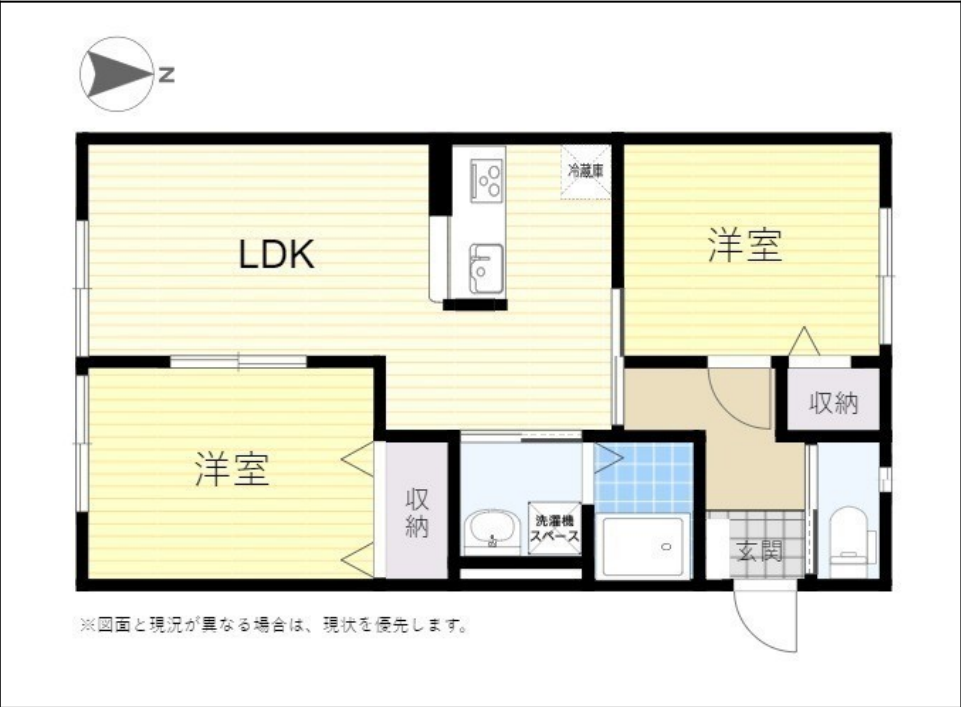 N
冷蔵庫
LDK
洋室
収納
洋室
収納
洗濯機
スペース
玄関
※図面と現況が異なる場合は、現状を優先します。